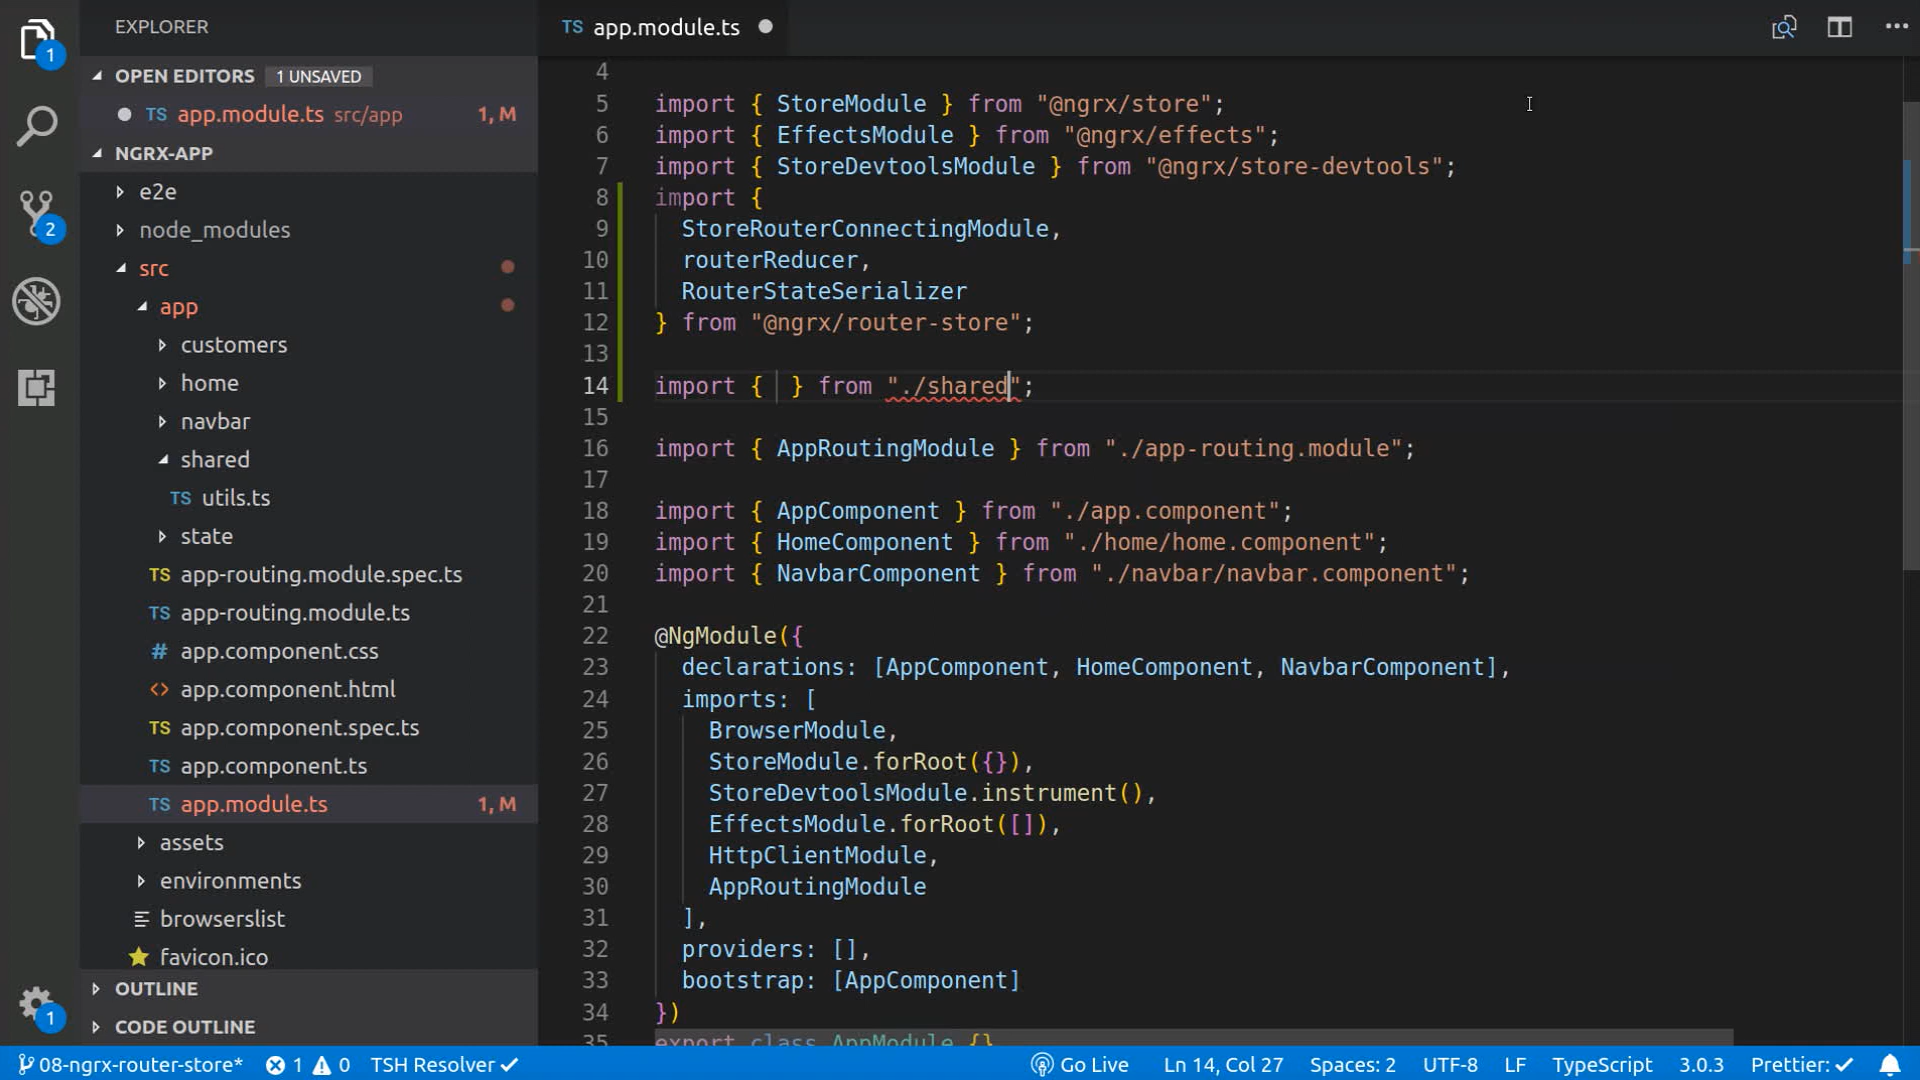 EXPLORER
OPEN EDITORS 1 UNSAVED
TS app.module.ts src/app 1, M
NGRX-APP
e2e
node_modules
src
app
customers
home
navbar
shared
TS utils.ts
state
TS app-routing.module.spec.ts
TS app-routing.module.ts
# app.component.css
<> app.component.html
TS app.component.spec.ts
TS app.component.ts
TS app.module.ts 1, M
assets
environments
browserslist
favicon.ico
OUTLINE
CODE OUTLINE
1
2
1
TS app.module.ts
4
5 import { StoreModule } from "@ngrx/store";
6 import { EffectsModule } from "@ngrx/effects";
7 import { StoreDevtoolsModule } from "@ngrx/store-devtools";
8 import {
9 StoreRouterConnectingModule,
10 routerReducer,
11 RouterStateSerializer
12 } from "@ngrx/router-store";
13
14 import { } from "./shared";
15
16 import { AppRoutingModule } from "./app-routing.module";
17
18 import { AppComponent } from "./app.component";
19 import { HomeComponent } from "./home/home.component";
20 import { NavbarComponent } from "./navbar/navbar.component";
21
22 @NgModule({
23 declarations: [AppComponent, HomeComponent, NavbarComponent],
24 imports: [
25 BrowserModule,
26 StoreModule.forRoot({}),
27 StoreDevtoolsModule.instrument(),
28 EffectsModule.forRoot([]),
29 HttpClientModule,
30 AppRoutingModule
31 ],
32 providers: [],
33 bootstrap: [AppComponent]
34 })
35 export class AppModule {}
08-ngrx-router-store* 1 0 TSH Resolver ✓ Go Live Ln 14, Col 27 Spaces: 2 UTF-8 LF TypeScript 3.0.3 Prettier: ✓